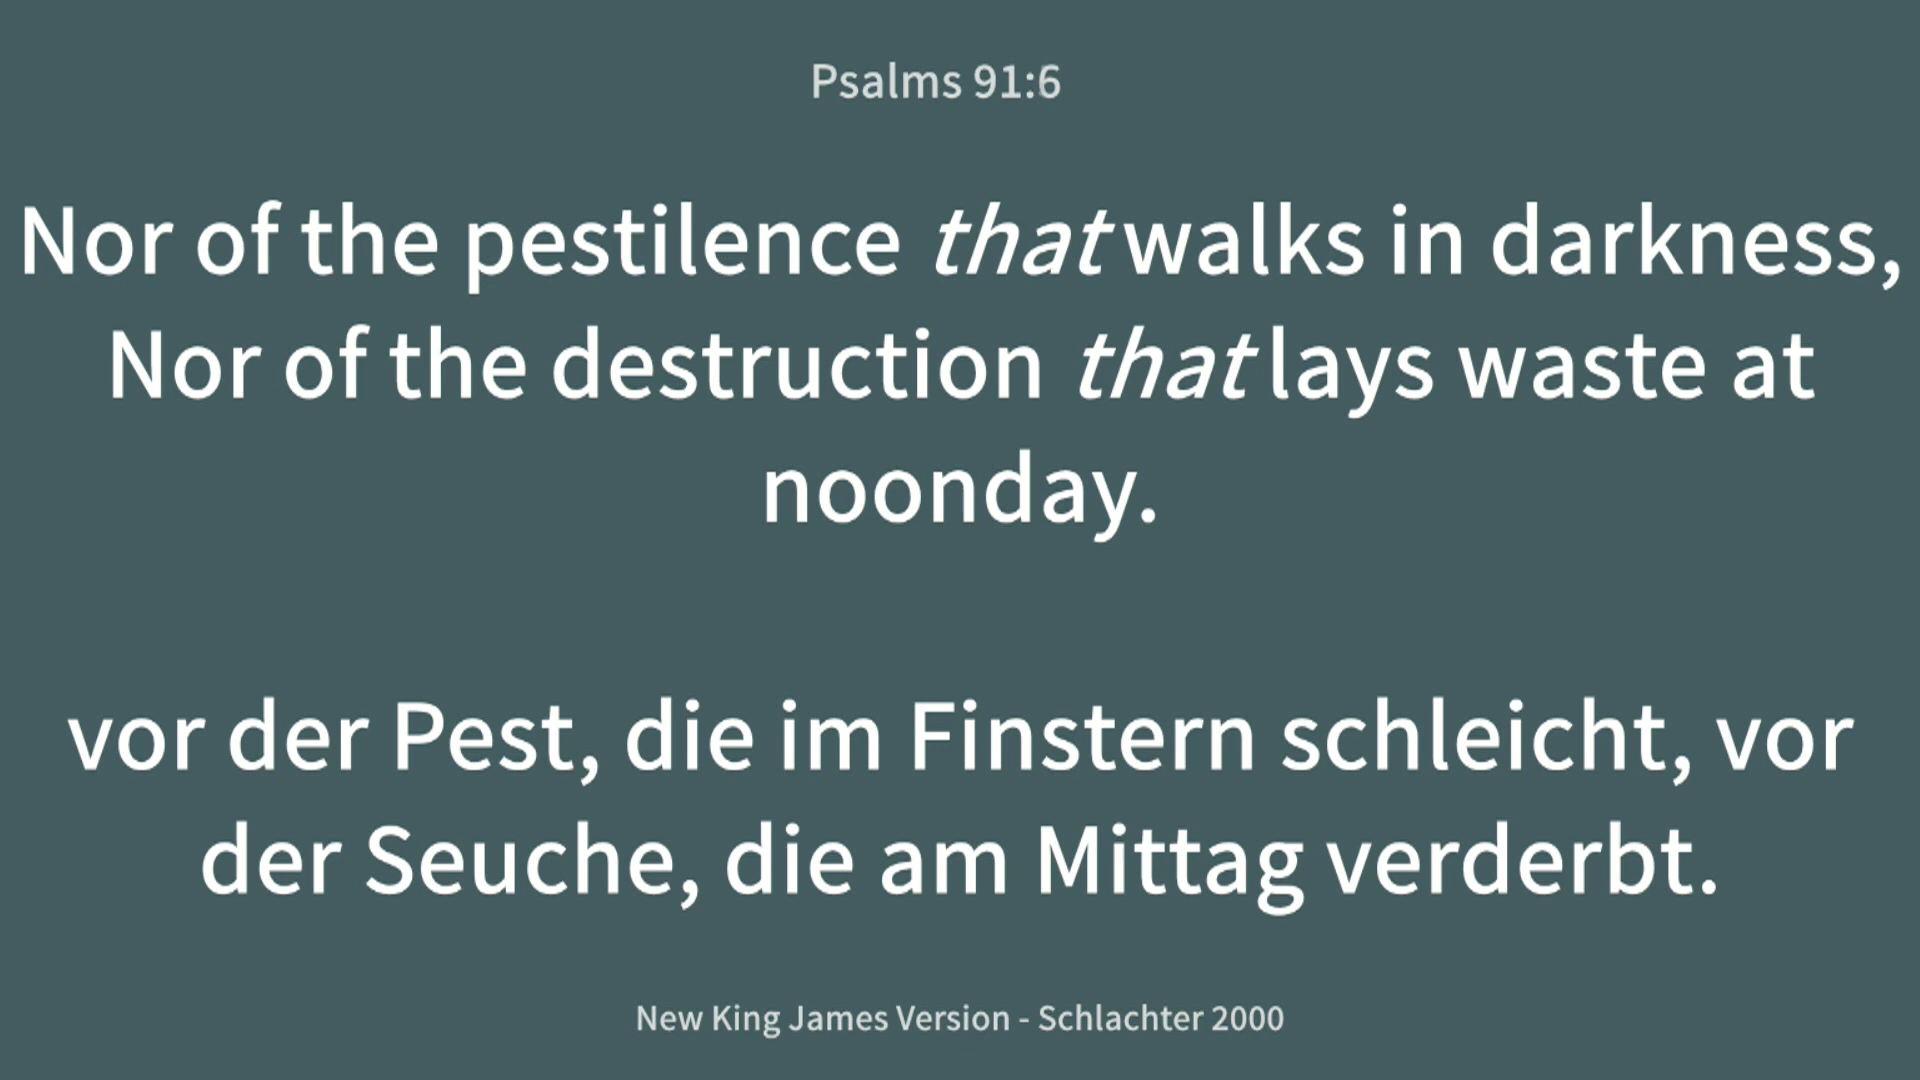 Psalms 91:6
Nor of the pestilence that walks in darkness,
Nor of the destruction that lays waste at
noonday.
vor der Pest, die im Finstern schleicht, vor
der Seuche, die am Mittag verderbt.
New King James Version - Schlachter 2000